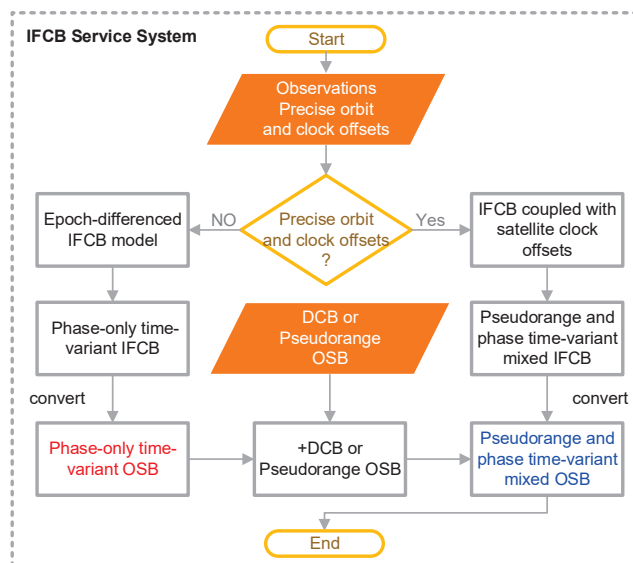 IFCB Service System
Start
Observations
Precise orbit
and clock offsets
NO
Precise orbit
and clock offsets
?
Yes
Epoch-differenced
IFCB model
IFCB coupled with
satellite clock
offsets
Phase-only time-
variant IFCB
DCB or
Pseudorange
OSB
Pseudorange and
phase time-variant
mixed IFCB
convert
convert
Phase-only time-
variant OSB
+DCB or
Pseudorange OSB
Pseudorange and
phase time-variant
mixed OSB
End